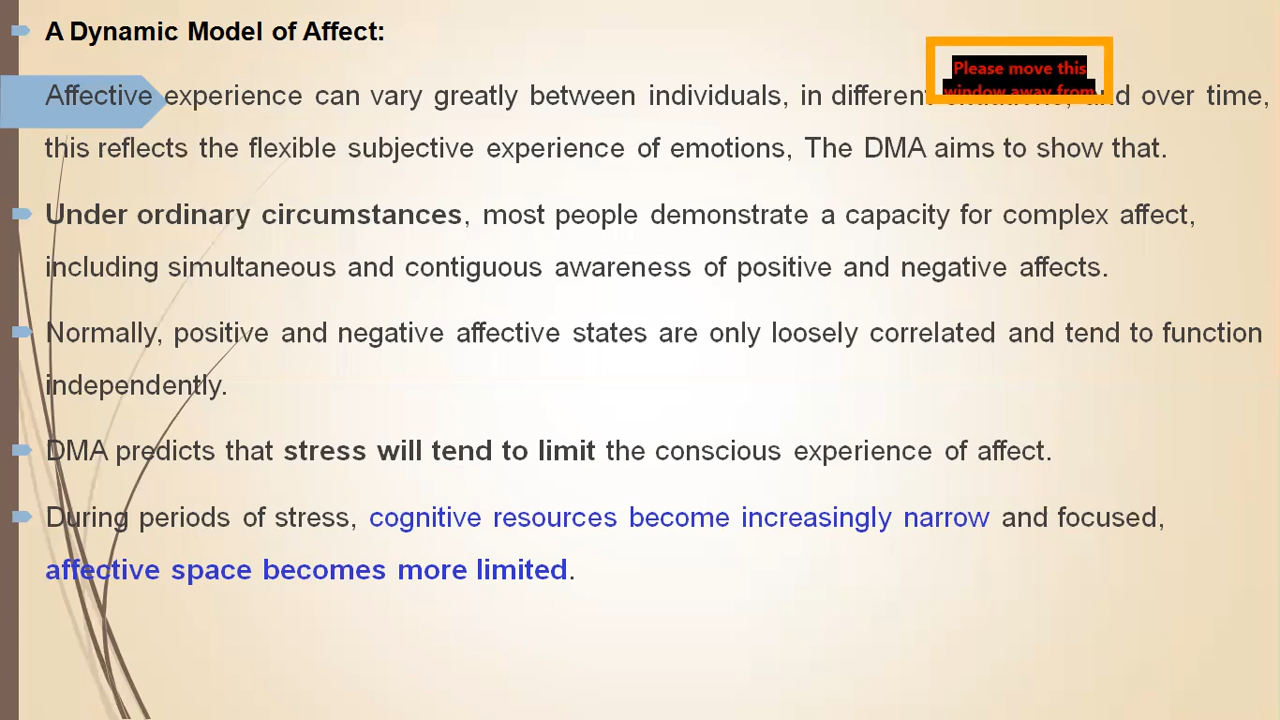 A Dynamic Model of Affect:
Please move this
window away from
Affective experience can vary greatly between individuals, in different and over time,
this reflects the flexible subjective experience of emotions, The DMA aims to show that.
Under ordinary circumstances, most people demonstrate a capacity for complex affect,
including simultaneous and contiguous awareness of positive and negative affects.
Normally, positive and negative affective states are only loosely correlated and tend to function
independently.
DMA predicts that stress will tend to limit the conscious experience of affect.
During periods of stress, cognitive resources become increasingly narrow and focused,
affective space becomes more limited.